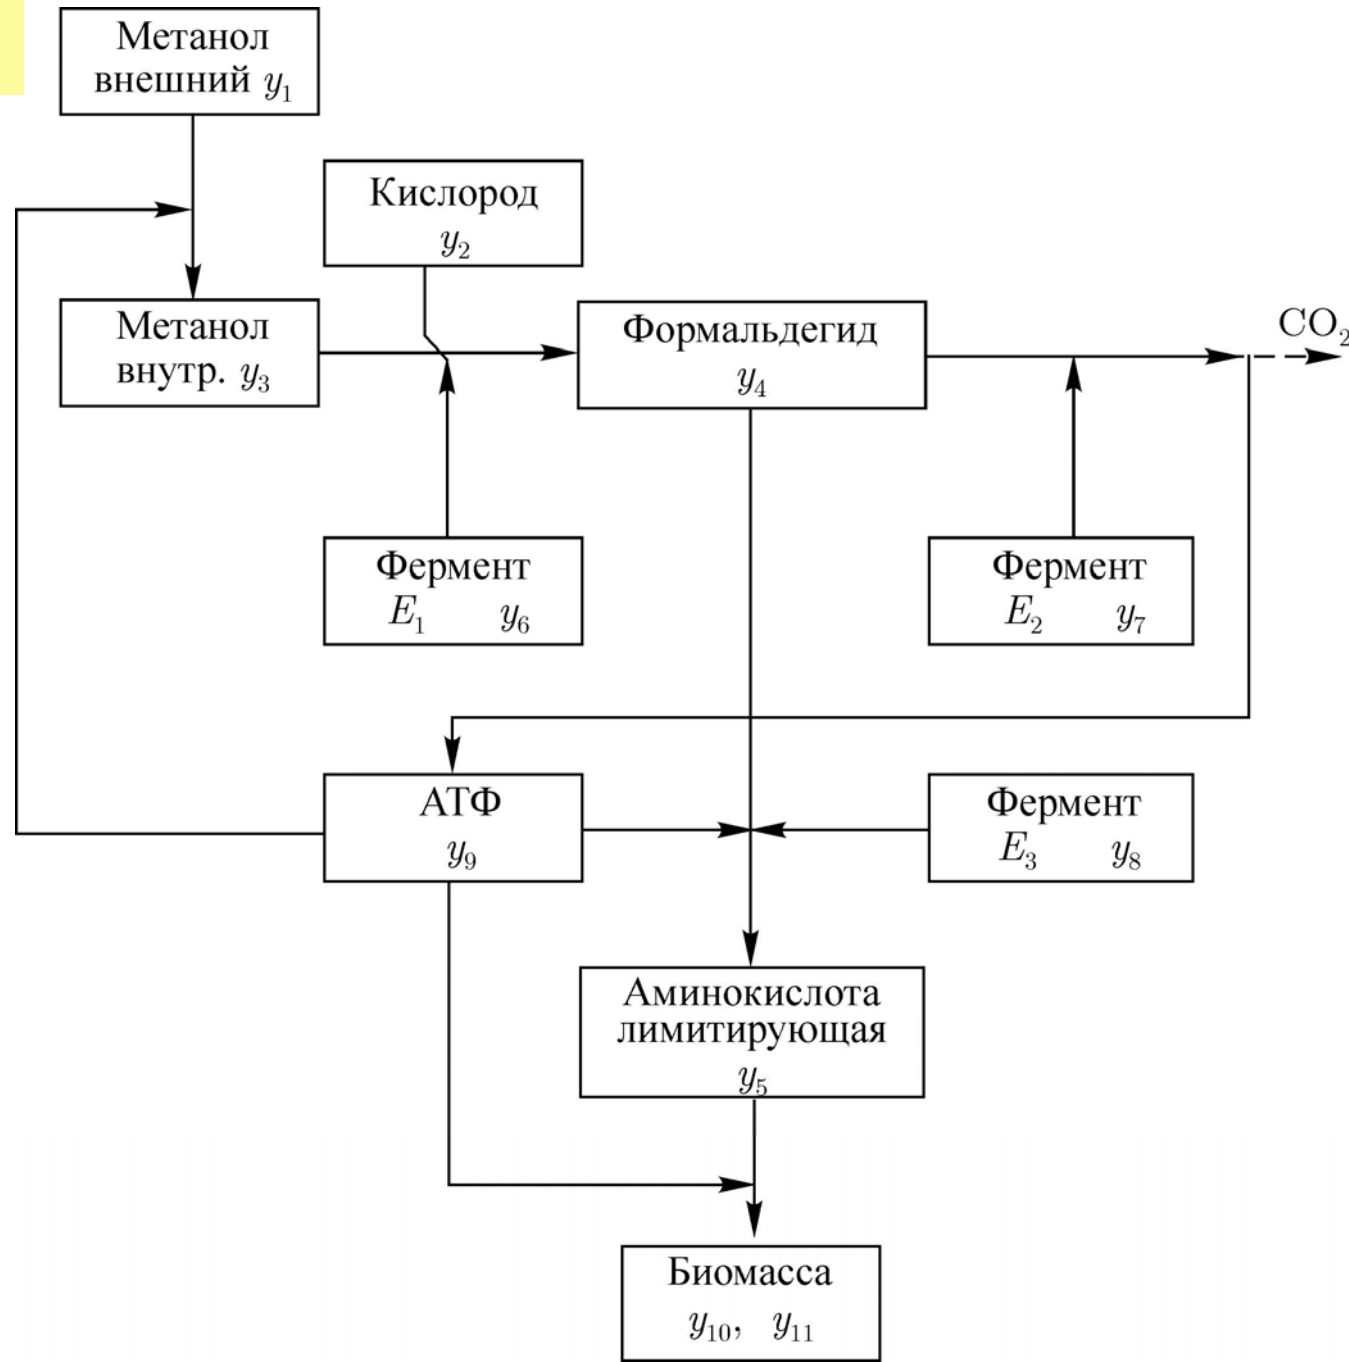 Метанол
внешний y₁
Кислород
y₂
Метанол
внутр. y₃
Формальдегид
y₄
CO₂
Фермент
E₁ y₆
Фермент
E₂ y₇
АТФ
y₉
Фермент
E₃ y₈
Аминокислота
лимитирующая
y₅
Биомасса
y₁₀, y₁₁